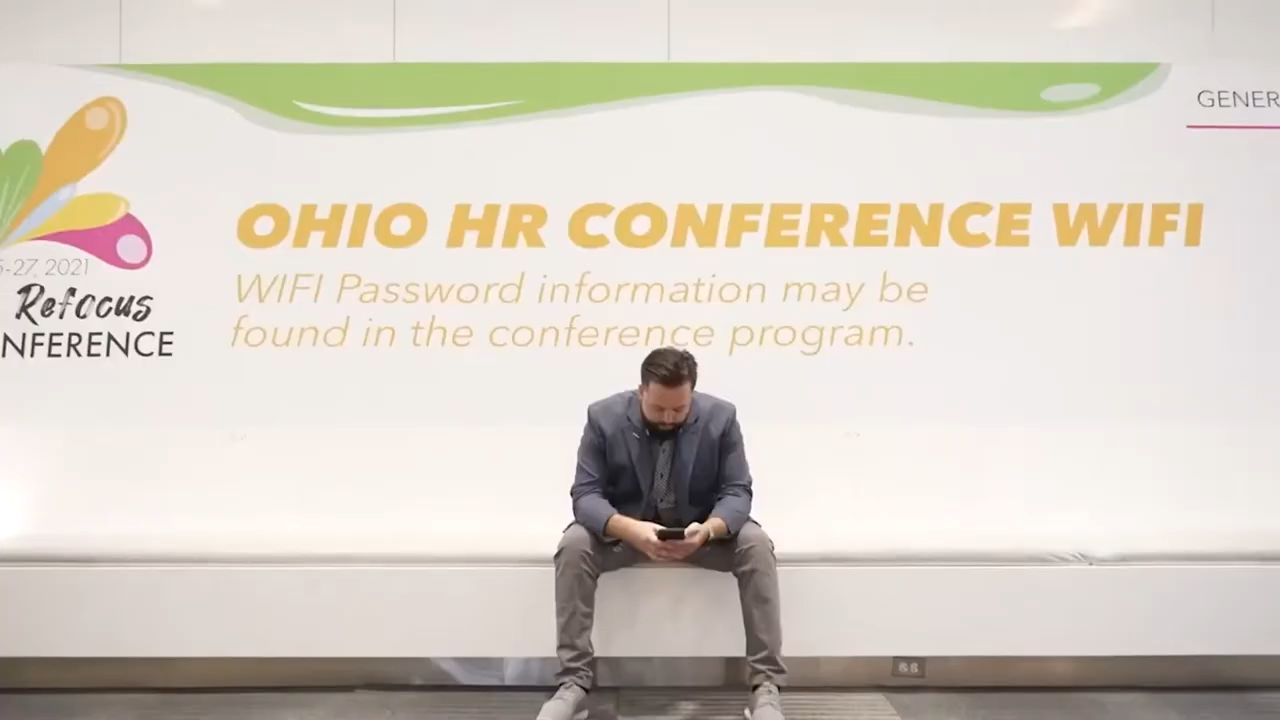 GENER
OHIO HR CONFERENCE WIFI
WIFI Password information may be
found in the conference program.
-27, 2021
Refocus
NFERENCE